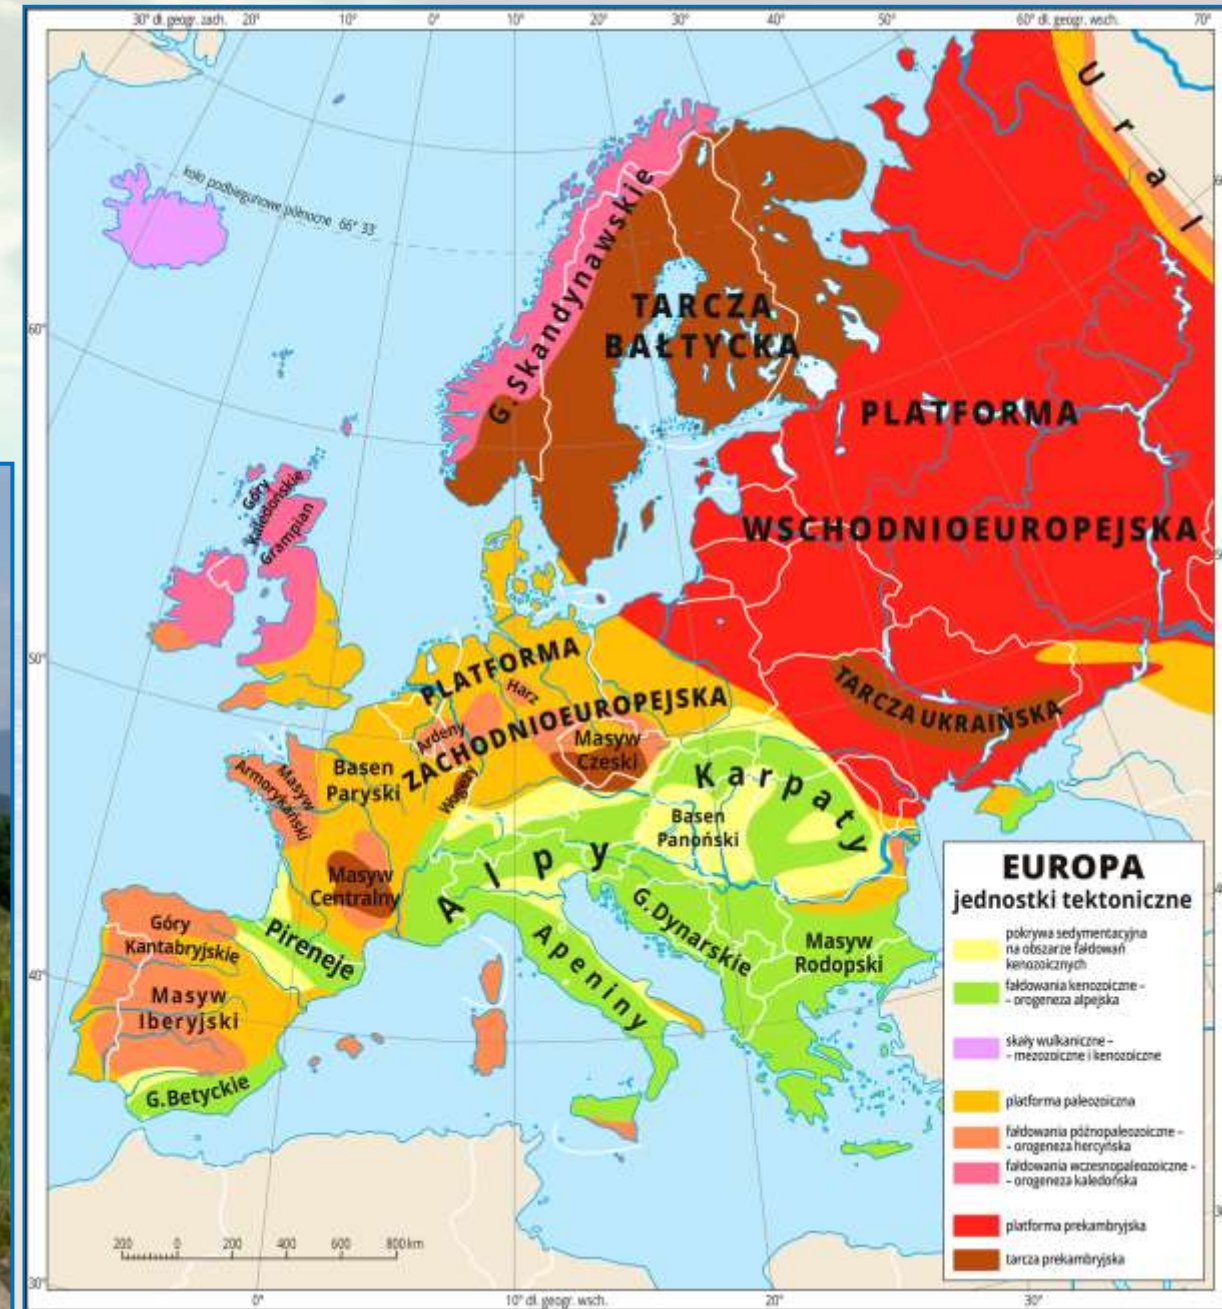 30° dł. geogr. zach.
20°
10°
0°
10°
20°
30°
40°
50°
60° dł. geogr. wsch.
70°
Ural
koło podbiegunowe północne 66° 33'
G. Skandynawskie
TARCZA
BAŁTYCKA
60°
PLATFORMA
WSCHODNIOEUROPEJSKA
Góry
Kaledońskie
Grampian
50°
PLATFORMA
ZACHODNIOEUROPEJSKA
Harz
Ardeny
TARCZA UKRAIŃSKA
Masyw
Czeski
Basen
Paryski
Wogezy
Masyw
Armorykański
Karpaty
Basen
Panoński
Alpy
Masyw
Centralny
EUROPA
jednostki tektoniczne
pokrywa sedymentacyjna
na obszarze fałdowań
kenozoicznych
fałdowania kenozoiczne –
– orogeneza alpejska
skały wulkaniczne –
– mezozoiczne i kenozoiczne
platforma paleozoiczna
fałdowania późnopaleozoiczne –
– orogeneza hercyńska
fałdowania wczesnopaleozoiczne –
– orogeneza kaledońska
platforma prekambryjska
tarcza prekambryjska
Góry
Kantabryjskie
Pireneje
Apeniny
G. Dynarskie
Masyw
Rodopski
40°
Masyw
Iberyjski
G. Betyckie
200 0 200 400 600 800 km
30°
0°
10° dł. geogr. wsch.
20°
30°